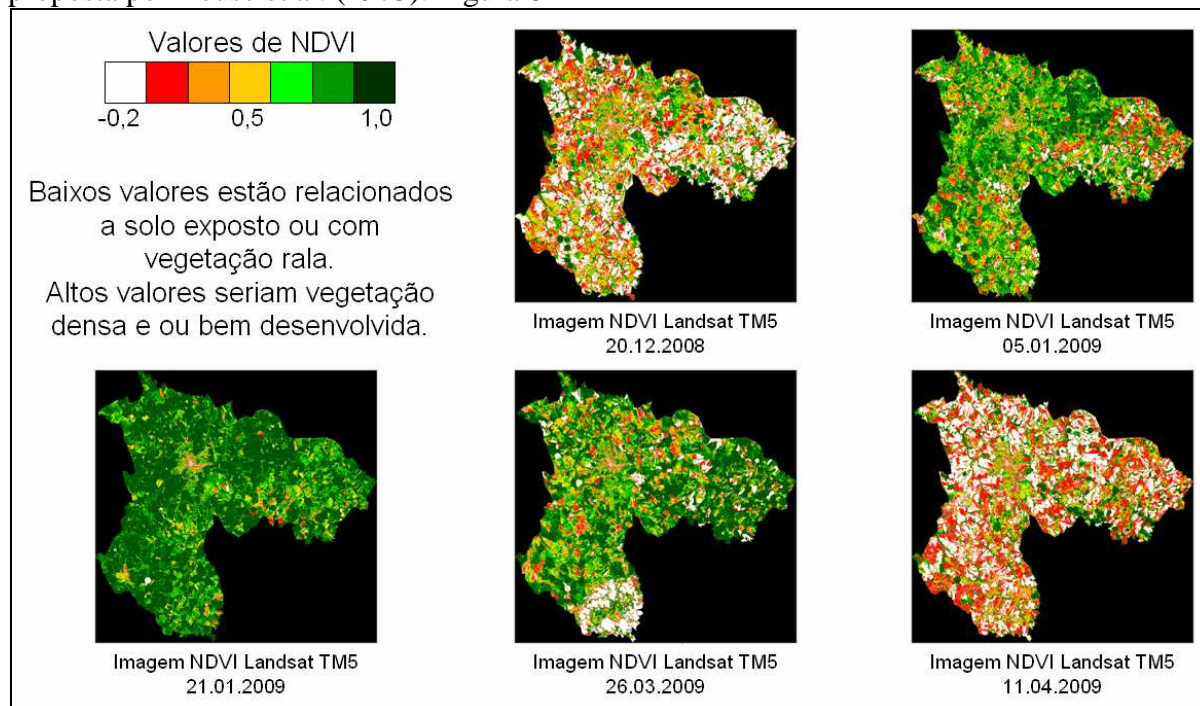 Valores de NDVI
-0,2 0,5 1,0
Baixos valores estão relacionados
a solo exposto ou com
vegetação rala.
Altos valores seriam vegetação
densa e ou bem desenvolvida.
Imagem NDVI Landsat TM5
20.12.2008
Imagem NDVI Landsat TM5
05.01.2009
Imagem NDVI Landsat TM5
21.01.2009
Imagem NDVI Landsat TM5
26.03.2009
Imagem NDVI Landsat TM5
11.04.2009